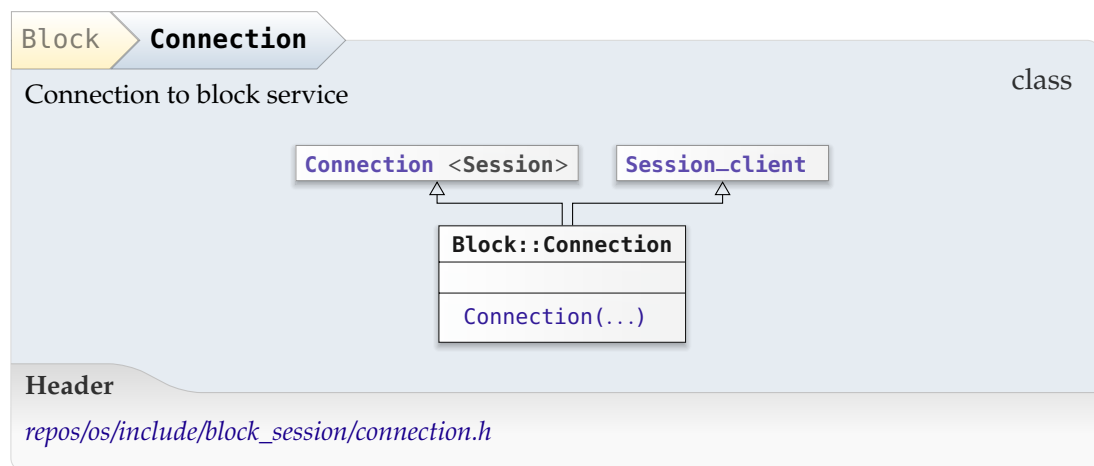 Block Connection
class
Connection to block service
Connection <Session> Session_client
Block::Connection
Connection(...)
Header
repos/os/include/block_session/connection.h